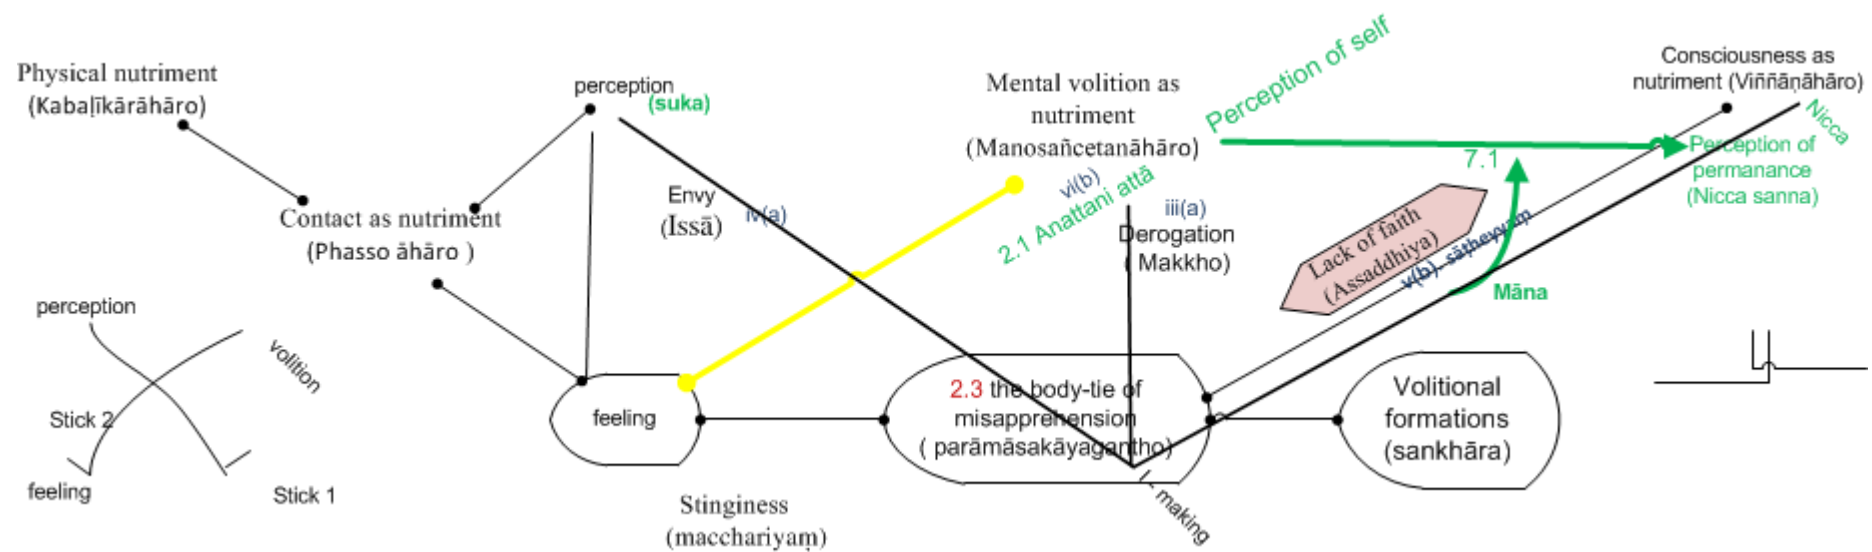 Physical nutriment
(Kabaḷīkārāhāro)
perception
(suka)
Mental volition as
nutriment
(Manosañcetanāhāro)
Perception of self
Consciousness as
nutriment (Viññāṇāhāro)
Nicca
Perception of
permanance
(Nicca sanna)
7.1
Contact as nutriment
(Phasso āhāro )
Envy
(Issā)
iv(a)
vi(b)
2.1 Anattani attā
iii(a)
Derogation
( Makkho)
Lack of faith
(Assaddhiya)
v(b). sāṭheyyaṃ
Māna
perception
volition
Stick 2
feeling
Stick 1
feeling
2.3 the body-tie of
misapprehension
( parāmāsakāyagantho)
Volitional
formations
(sankhāra)
I - making
Stinginess
(macchariyaṃ)